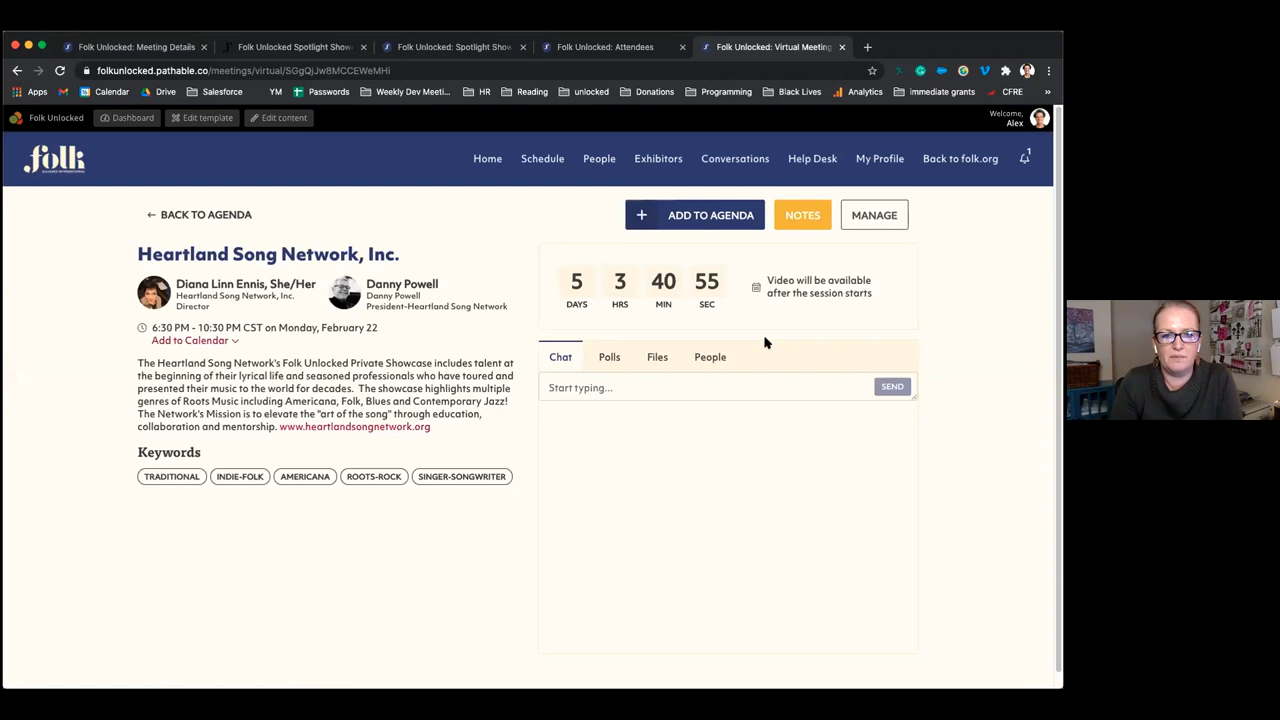 Folk Unlocked: Meeting Details
Folk Unlocked Spotlight Show
Folk Unlocked: Spotlight Show
Folk Unlocked: Attendees
Folk Unlocked: Virtual Meeting
folkunlocked.pathable.co/meetings/virtual/SGgQjJw8MCCEWeMHi
Apps Calendar Drive Salesforce YM Passwords Weekly Dev Meeti... HR Reading unlocked Donations Programming Black Lives Analytics immediate grants CFRE »
Folk Unlocked Dashboard Edit template Edit content
Welcome,
Alex
folk
ALLIANCE INTERNATIONAL
Home Schedule People Exhibitors Conversations Help Desk My Profile Back to folk.org 1
← BACK TO AGENDA
+ ADD TO AGENDA NOTES MANAGE
Heartland Song Network, Inc.
Diana Linn Ennis, She/Her
Heartland Song Network, Inc.
Director
Danny Powell
Danny Powell
President-Heartland Song Network
6:30 PM - 10:30 PM CST on Monday, February 22
Add to Calendar
The Heartland Song Network's Folk Unlocked Private Showcase includes talent at
the beginning of their lyrical life and seasoned professionals who have toured and
presented their music to the world for decades. The showcase highlights multiple
genres of Roots Music including Americana, Folk, Blues and Contemporary Jazz!
The Network's Mission is to elevate the "art of the song" through education,
collaboration and mentorship. www.heartlandsongnetwork.org
Keywords
TRADITIONAL INDIE-FOLK AMERICANA ROOTS-ROCK SINGER-SONGWRITER
5 3 40 55
DAYS HRS MIN SEC
Video will be available
after the session starts
Chat Polls Files People
Start typing...
SEND